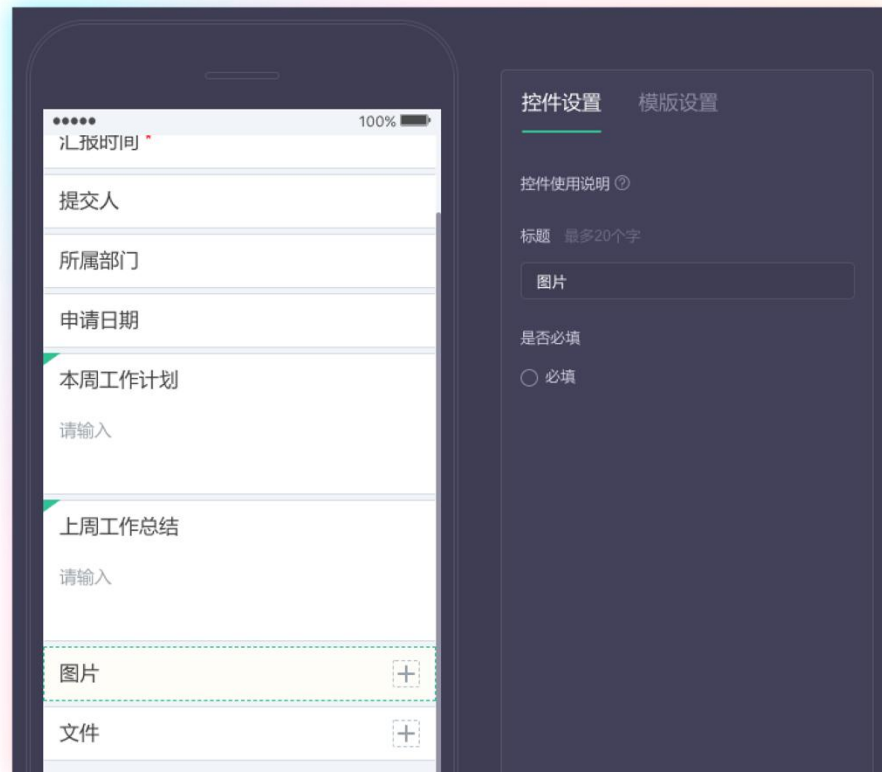 100%
汇报时间 *
提交人
所属部门
申请日期
本周工作计划
请输入
上周工作总结
请输入
图片
文件
控件设置 模版设置
控件使用说明 ?
标题 最多20个字
图片
是否必填
必填